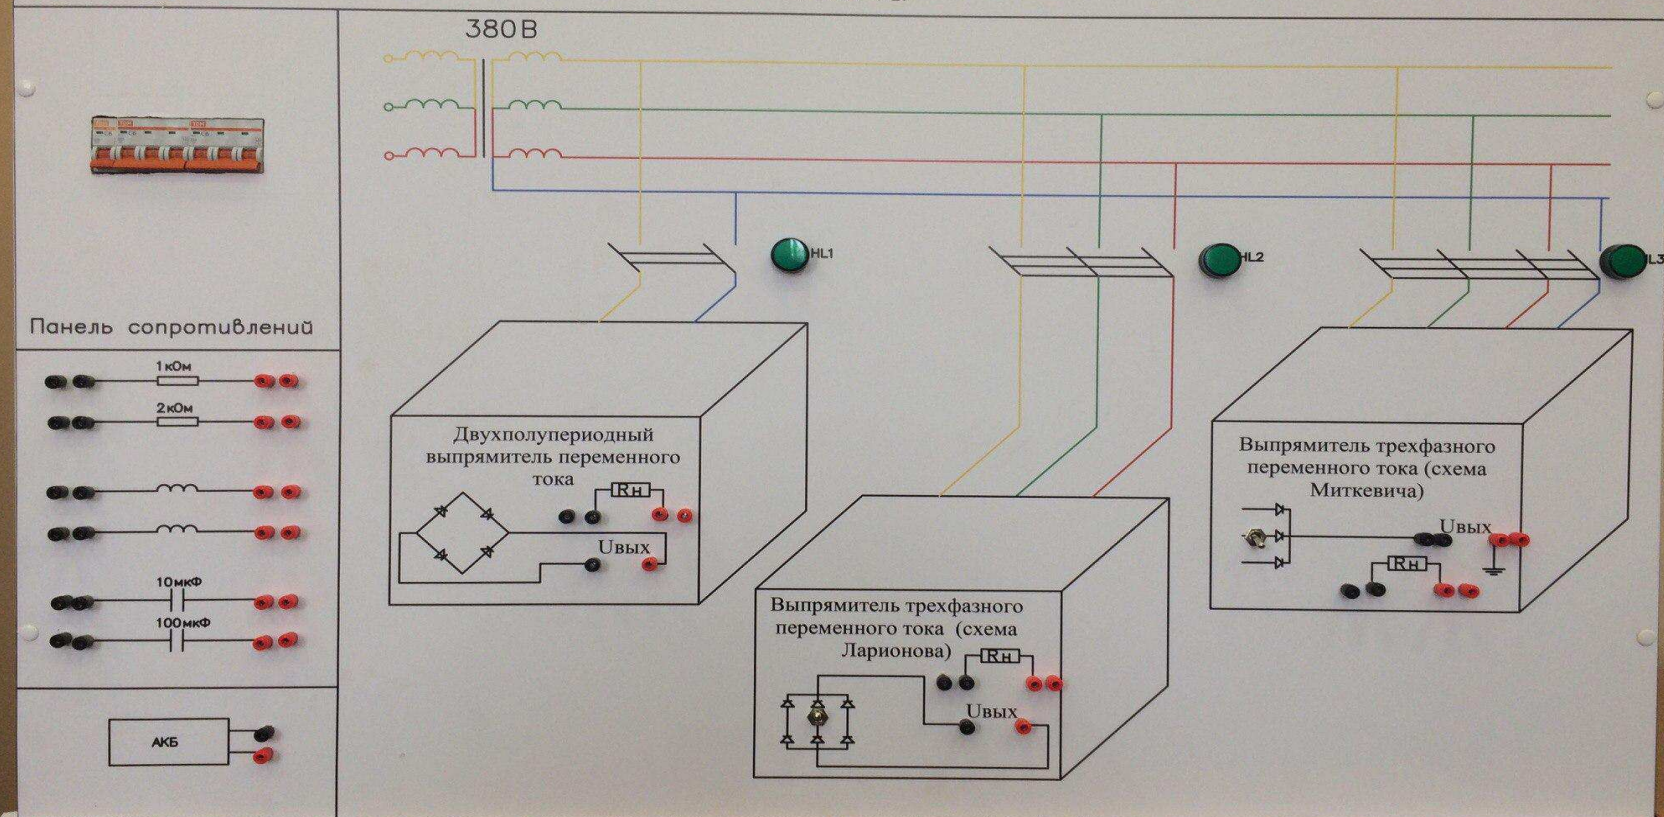 380В
HL1
HL2
HL3
Панель сопротивлений
1кОм
2кОм
10мкФ
100мкФ
АКБ
Двухполупериодный
выпрямитель переменного
тока
Rн
Uвых
Выпрямитель трехфазного
переменного тока (схема
Ларионова)
Rн
Uвых
Выпрямитель трехфазного
переменного тока (схема
Миткевича)
Uвых
Rн